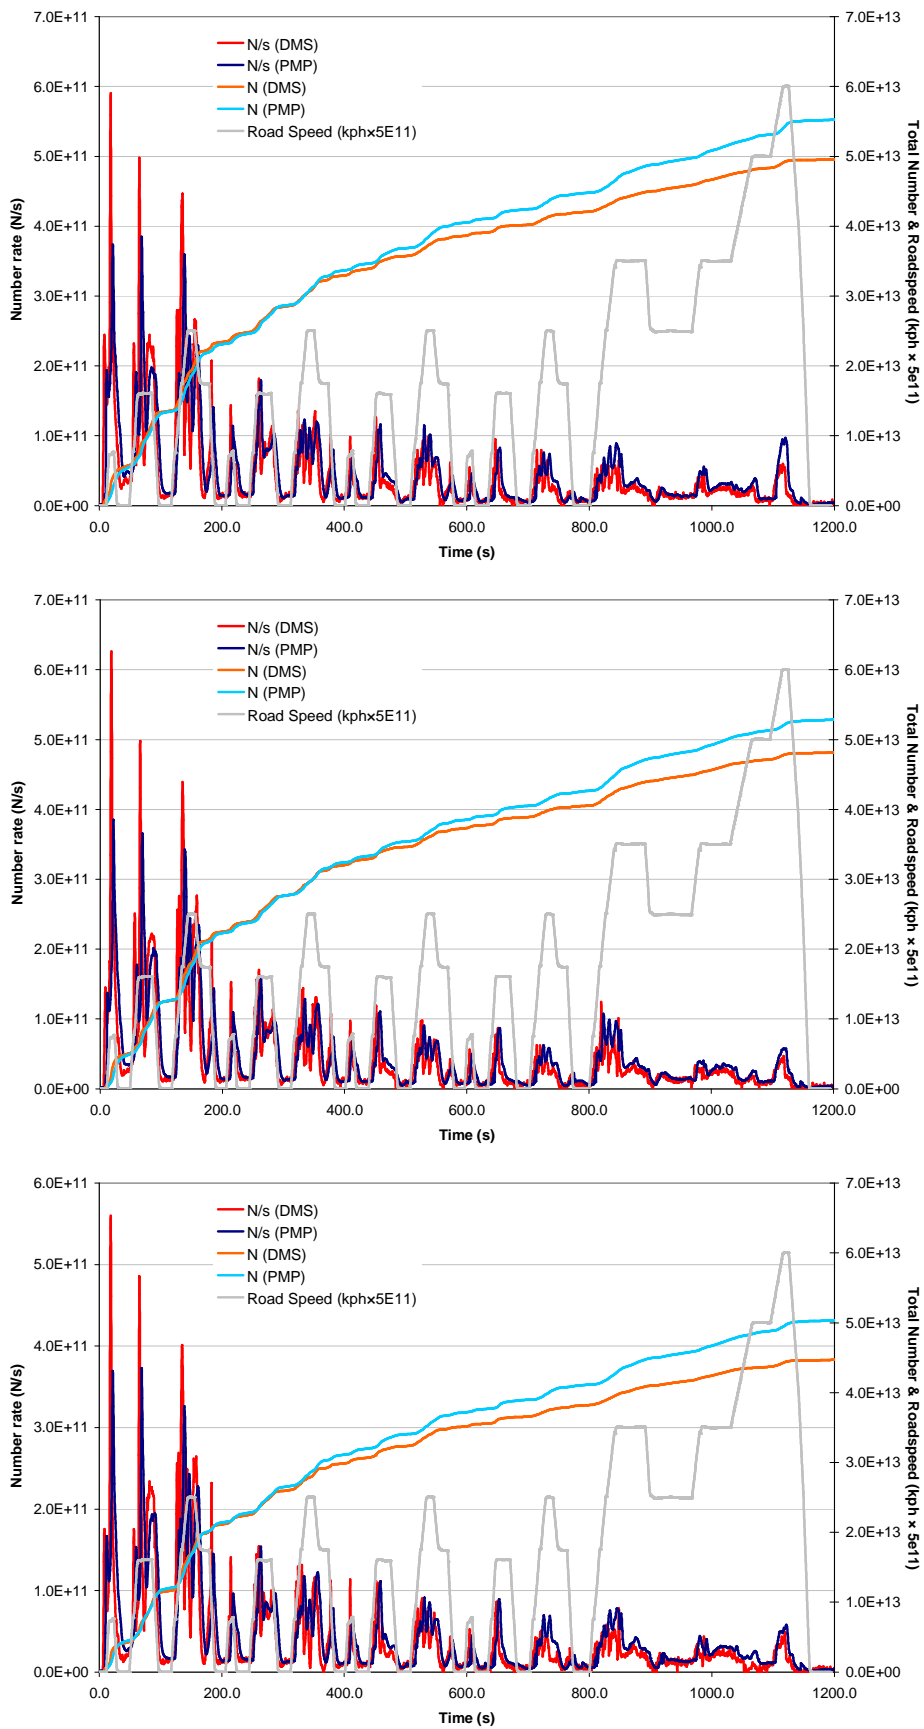 7.0E+11
6.0E+11
5.0E+11
4.0E+11
3.0E+11
2.0E+11
1.0E+11
0.0E+00
Number rate (N/s)
N/s (DMS)
N/s (PMP)
N (DMS)
N (PMP)
Road Speed (kph×5E11)
7.0E+13
6.0E+13
5.0E+13
4.0E+13
3.0E+13
2.0E+13
1.0E+13
0.0E+00
Total Number & Roadspeed (kph × 5e11)
0.0 200.0 400.0 600.0 800.0 1000.0 1200.0
Time (s)
7.0E+11
6.0E+11
5.0E+11
4.0E+11
3.0E+11
2.0E+11
1.0E+11
0.0E+00
Number rate (N/s)
N/s (DMS)
N/s (PMP)
N (DMS)
N (PMP)
Road Speed (kph×5E11)
7.0E+13
6.0E+13
5.0E+13
4.0E+13
3.0E+13
2.0E+13
1.0E+13
0.0E+00
Total Number & Roadspeed (kph × 5e11)
0.0 200.0 400.0 600.0 800.0 1000.0 1200.0
Time (s)
6.0E+11
5.0E+11
4.0E+11
3.0E+11
2.0E+11
1.0E+11
0.0E+00
Number rate (N/s)
N/s (DMS)
N/s (PMP)
N (DMS)
N (PMP)
Road Speed (kph×5E11)
7.0E+13
6.0E+13
5.0E+13
4.0E+13
3.0E+13
2.0E+13
1.0E+13
0.0E+00
Total Number & Roadspeed (kph × 5e11)
0.0 200.0 400.0 600.0 800.0 1000.0 1200.0
Time (s)